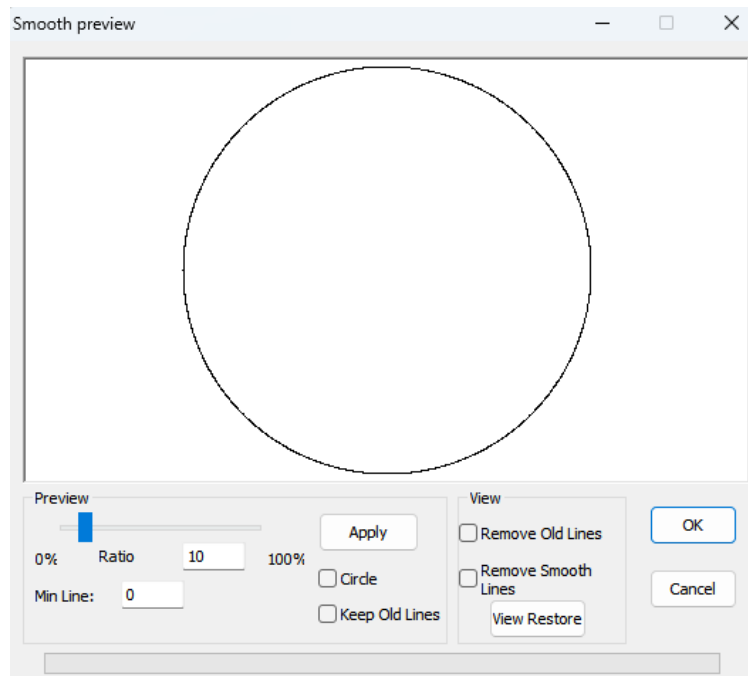 Smooth preview
Preview
0% Ratio 10 100%
Min Line: 0
Apply
Circle
Keep Old Lines
View
Remove Old Lines
Remove Smooth
Lines
View Restore
OK
Cancel